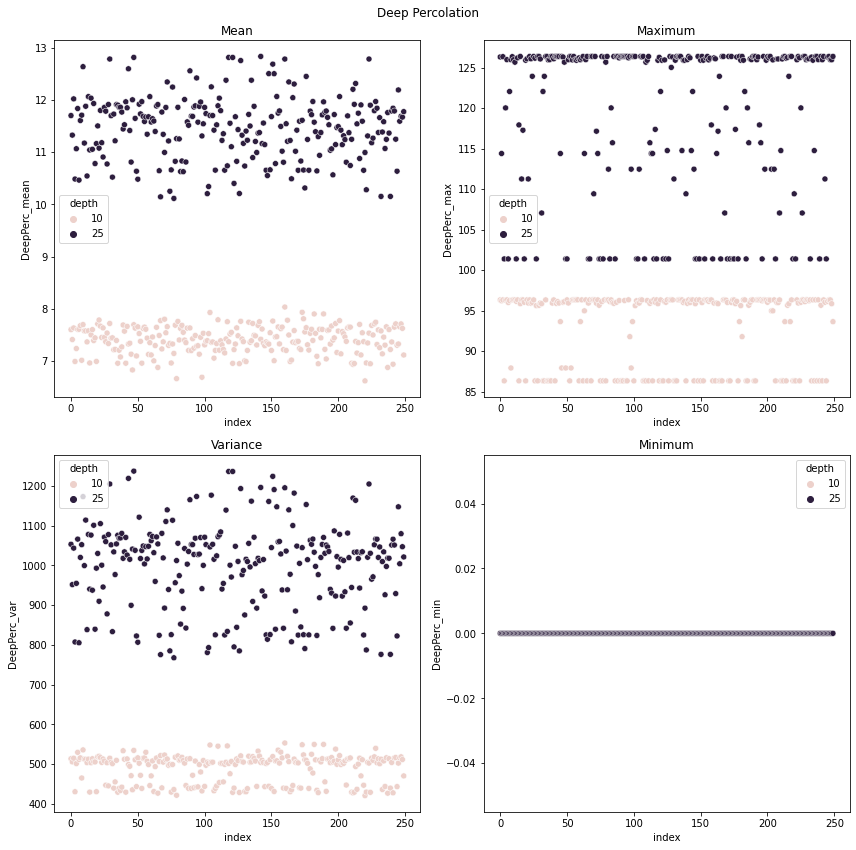 Deep Percolation
Mean
DeepPerc_mean
13
12
11
10
9
8
7
depth
10
25
0 50 100 150 200 250
index
Maximum
DeepPerc_max
125
120
115
110
105
100
95
90
85
depth
10
25
0 50 100 150 200 250
index
Variance
DeepPerc_var
1200
1100
1000
900
800
700
600
500
400
depth
10
25
0 50 100 150 200 250
index
Minimum
DeepPerc_min
0.04
0.02
0.00
−0.02
−0.04
depth
10
25
0 50 100 150 200 250
index